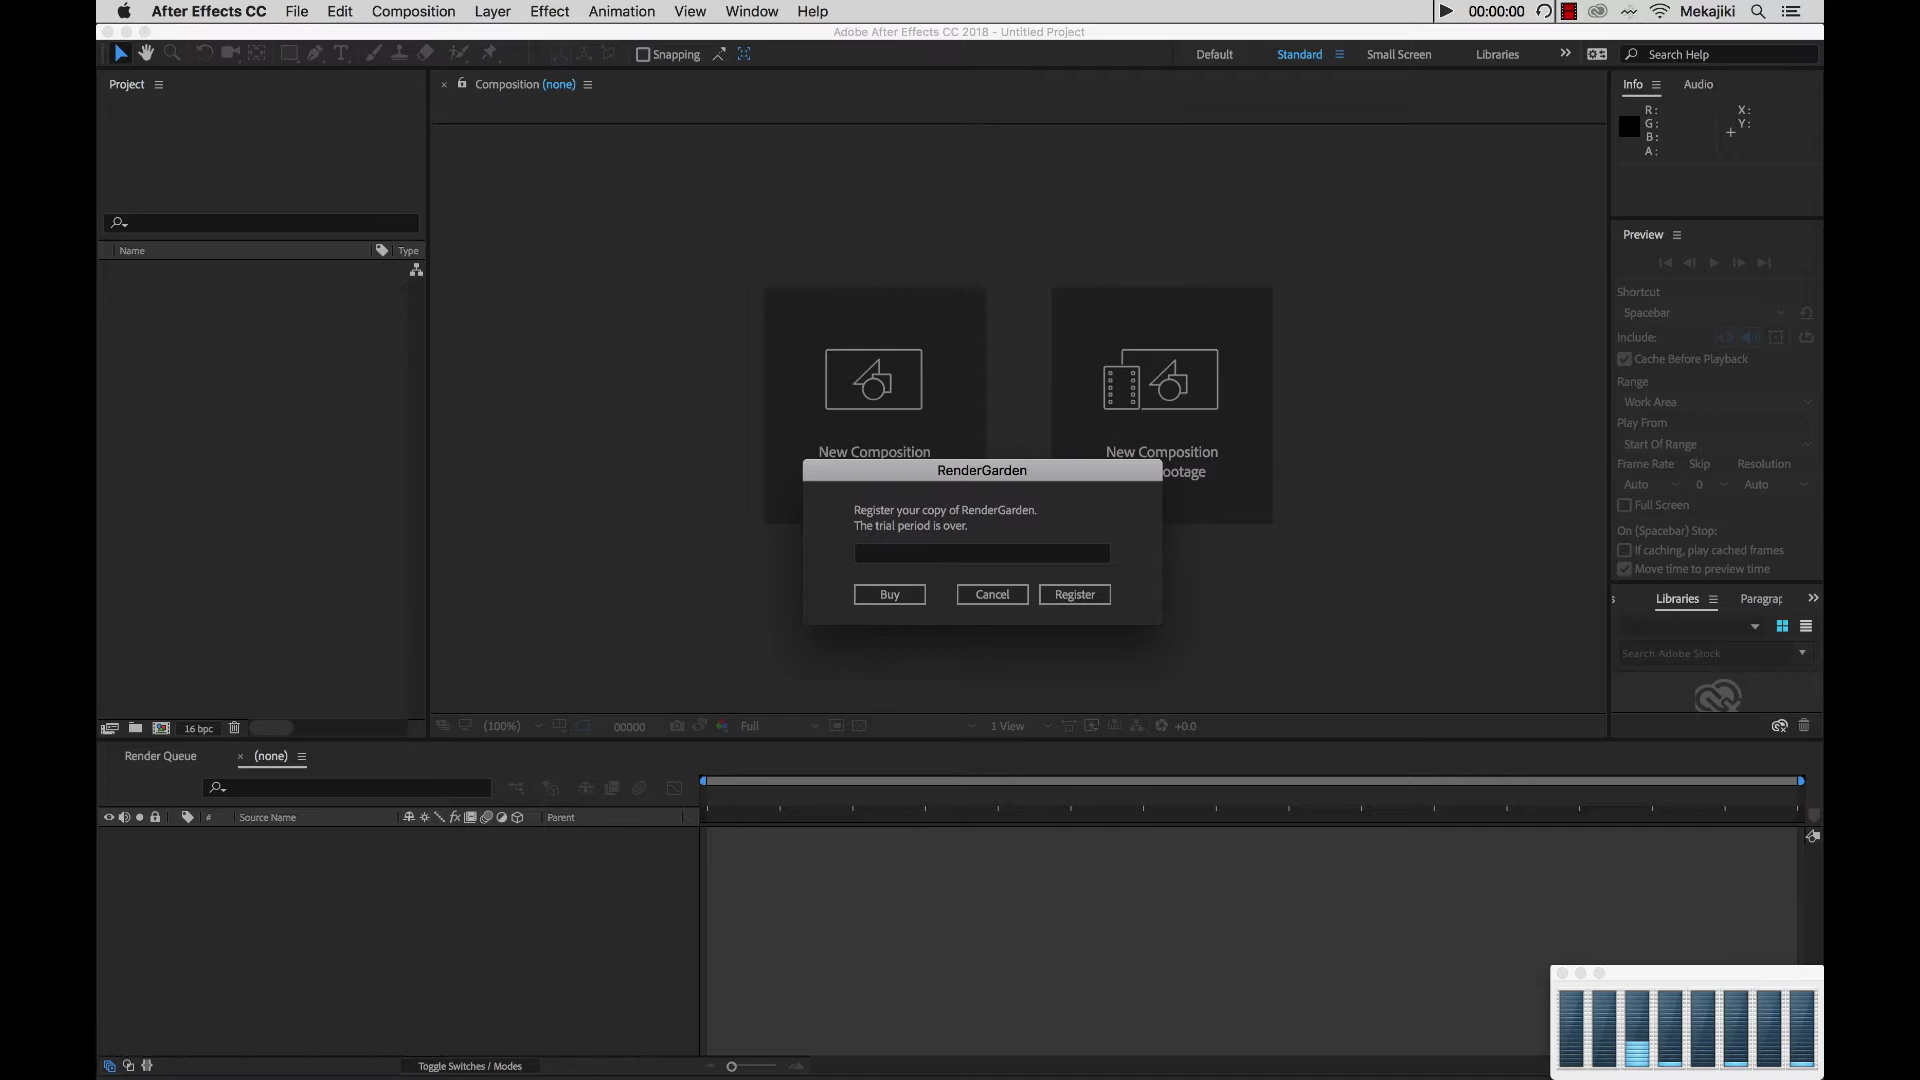 After Effects CC File Edit Composition Layer Effect Animation View Window Help 00:00:00 Mekajiki
Adobe After Effects CC 2018 - Untitled Project
Snapping Default Standard Small Screen Libraries Search Help
Project
Composition (none)
Info Audio
R: X:
G: Y:
B:
A:
Name Type
Preview
Shortcut
Spacebar
Include:
Cache Before Playback
Range
Work Area
Play From
Start Of Range
Frame Rate Skip Resolution
Auto 0 Auto
Full Screen
On (Spacebar) Stop:
If caching, play cached frames
Move time to preview time
New Composition
New Composition
ootage
RenderGarden
Register your copy of RenderGarden.
The trial period is over.
Buy Cancel Register
s Libraries Paragrap
Search Adobe Stock
16 bpc
(100%) 00000 Full 1 View +0.0
Render Queue (none)
# Source Name fx Parent
Toggle Switches / Modes